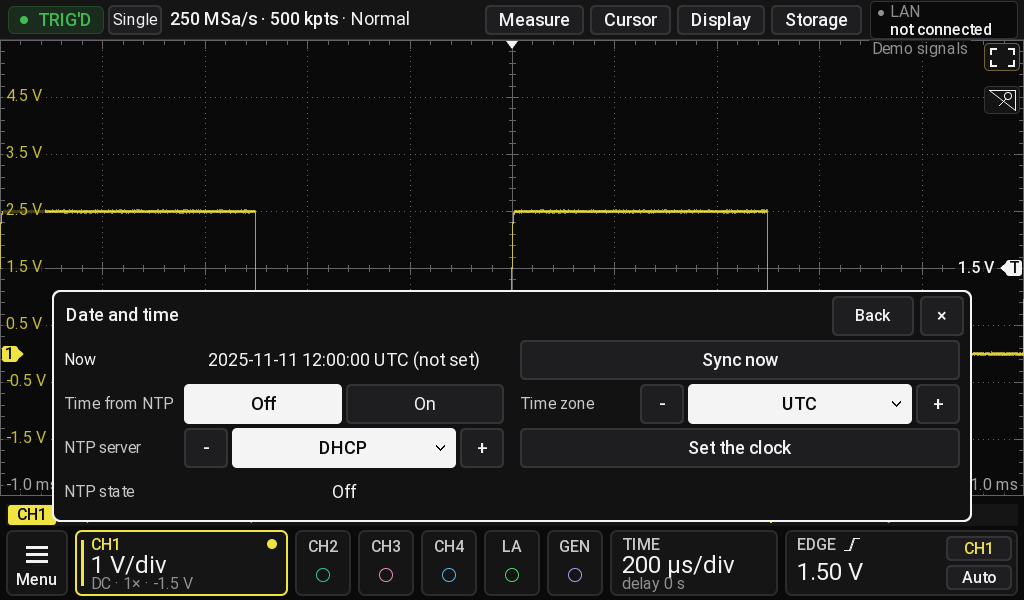 TRIG'D Single 250 MSa/s · 500 kpts · Normal Measure Cursor Display Storage LAN
not connected
Demo signals
4.5 V
3.5 V
2.5 V
1.5 V 1.5 V T
0.5 V
1
-0.5 V
-1.5 V
-1.0 ms 1.0 ms
Date and time Back ×
Now 2025-11-11 12:00:00 UTC (not set) Sync now
Time from NTP Off On Time zone - UTC +
NTP server - DHCP + Set the clock
NTP state Off
CH1
Menu
CH1
1 V/div
DC · 1× · -1.5 V
CH2 CH3 CH4 LA GEN
TIME
200 µs/div
delay 0 s
EDGE CH1
1.50 V Auto